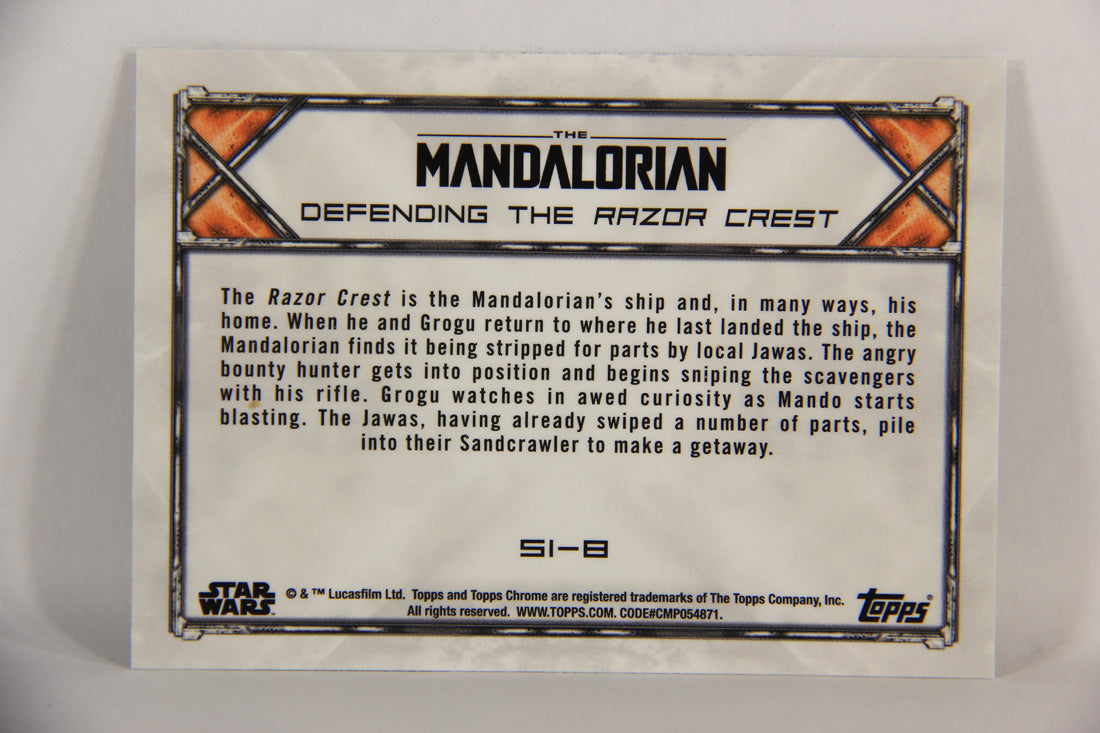 THE
MANDALORIAN
DEFENDING THE RAZOR CREST
The Razor Crest is the Mandalorian's ship and, in many ways, his
home. When he and Grogu return to where he last landed the ship, the
Mandalorian finds it being stripped for parts by local Jawas. The angry
bounty hunter gets into position and begins sniping the scavengers
with his rifle. Grogu watches in awed curiosity as Mando starts
blasting. The Jawas, having already swiped a number of parts, pile
into their Sandcrawler to make a getaway.
S1-8
STAR
WARS
© & ™ Lucasfilm Ltd. Topps and Topps Chrome are registered trademarks of The Topps Company, Inc.
All rights reserved. WWW.TOPPS.COM. CODE#CMP054871.
Topps®